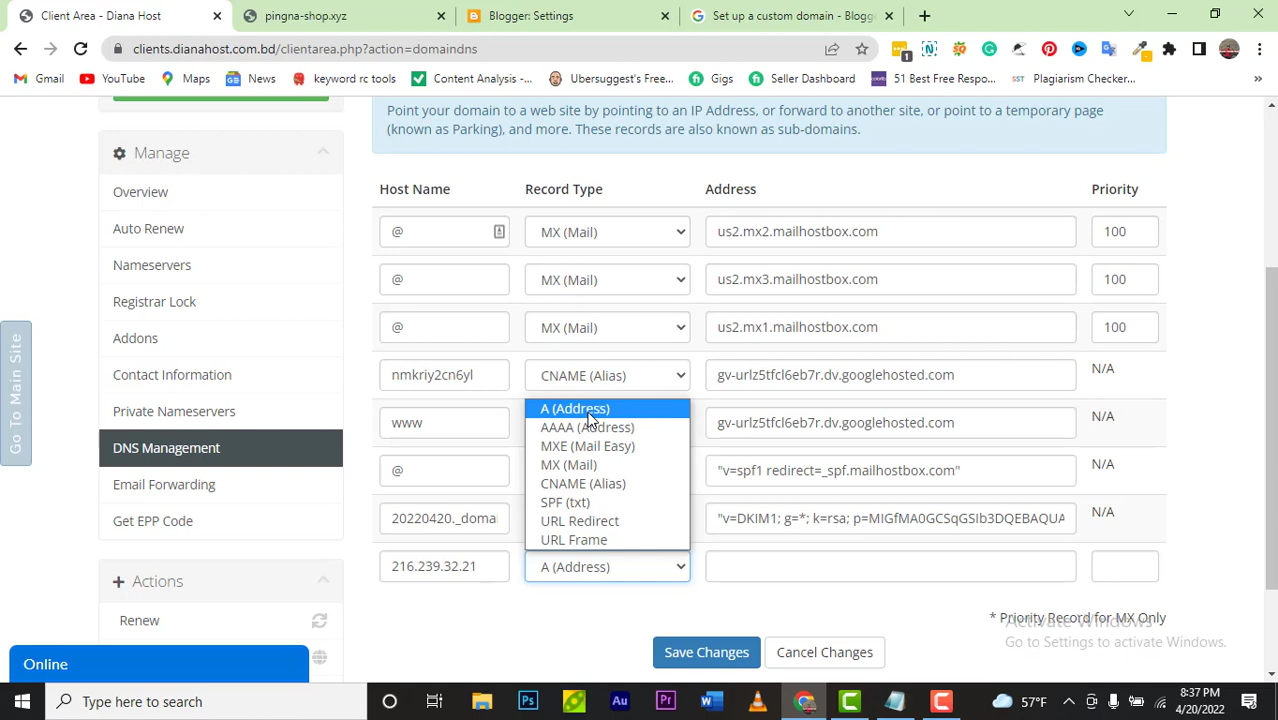 Client Area - Diana Host
pingna-shop.xyz
Blogger: Settings
Set up a custom domain - Blogge
clients.dianahost.com.bd/clientarea.php?action=domaindns
Gmail
YouTube
Maps
News
keyword rc tools
Content Analysis -...
Ubersuggest's Free...
Gigs
Seller Dashboard
51 Best Free Respo...
SST
Plagiarism Checker...
Point your domain to a web site by pointing to an IP Address, or forward to another site, or point to a temporary page
(known as Parking), and more. These records are also known as sub-domains.
Manage
Overview
Auto Renew
Nameservers
Registrar Lock
Addons
Contact Information
Private Nameservers
DNS Management
Email Forwarding
Get EPP Code
Actions
Renew
Go To Main Site
Online
Host Name Record Type Address Priority
@ MX (Mail) us2.mx2.mailhostbox.com 100
@ MX (Mail) us2.mx3.mailhostbox.com 100
@ MX (Mail) us2.mx1.mailhostbox.com 100
nmkriy2cn6yl CNAME (Alias) gv-urlz5tfcl6eb7r.dv.googlehosted.com N/A
www gv-urlz5tfcl6eb7r.dv.googlehosted.com N/A
@ "v=spf1 redirect=_spf.mailhostbox.com" N/A
20220420._domai "v=DKIM1; g=*; k=rsa; p=MIGfMA0GCSqGSIb3DQEBAQUA N/A
A (Address)
AAAA (Address)
MXE (Mail Easy)
MX (Mail)
CNAME (Alias)
SPF (txt)
URL Redirect
URL Frame
216.239.32.21 A (Address)
* Priority Record for MX Only
Save Changes Cancel Changes
Activate Windows
Go to Settings to activate Windows.
Type here to search
Ps
Au
Pr
57°F
8:37 PM
4/20/2022